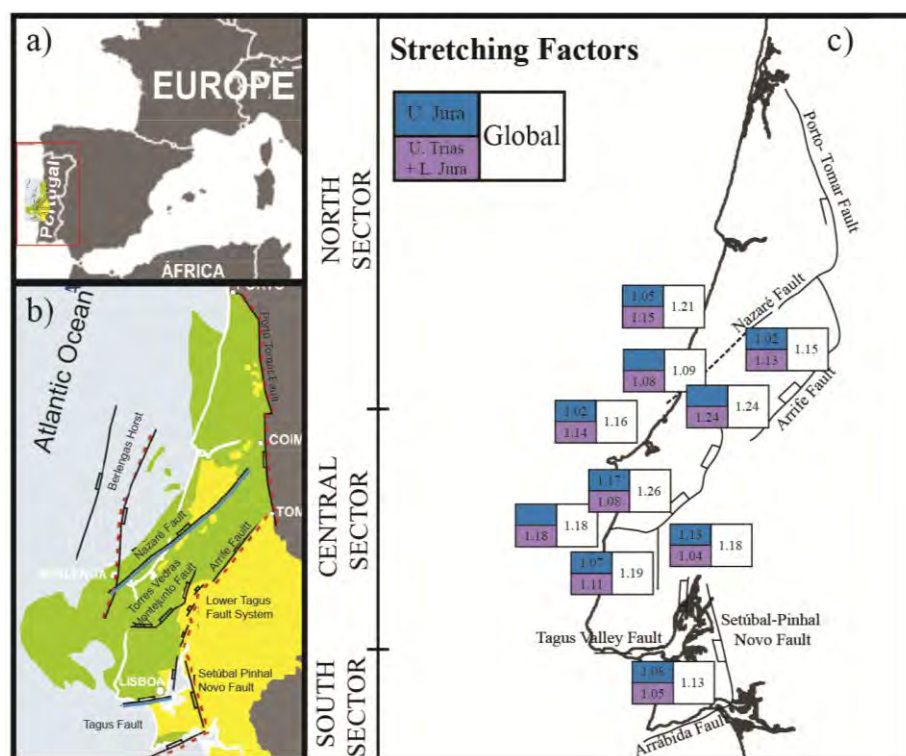 a)
EUROPE
Portugal
ÁFRICA
b)
PORTO
Atlantic Ocean
Porto Tomar Fault
Berlengas Horst
COIM
TOM
Nazaré Fault
Arrife Fault
Torres Vedras
Montejunto Fault
Lower Tagus
Fault System
Setúbal Pinhal
Novo Fault
LISBOA
Tagus Fault
NORTH
SECTOR
CENTRAL
SECTOR
SOUTH
SECTOR
Stretching Factors
c)
U. Jura
U. Trias
+ L. Jura
Global
Porto- Tomar Fault
Nazaré Fault
Arrife Fault
1.05
1.15
1.21
1.08
1.09
1.02
1.13
1.15
1.24
1.24
1.02
1.14
1.16
1.17
1.08
1.26
1.18
1.18
1.13
1.04
1.18
1.07
1.11
1.19
Tagus Valley Fault
Setúbal-Pinhal
Novo Fault
1.05
1.13
Arrábida Fault